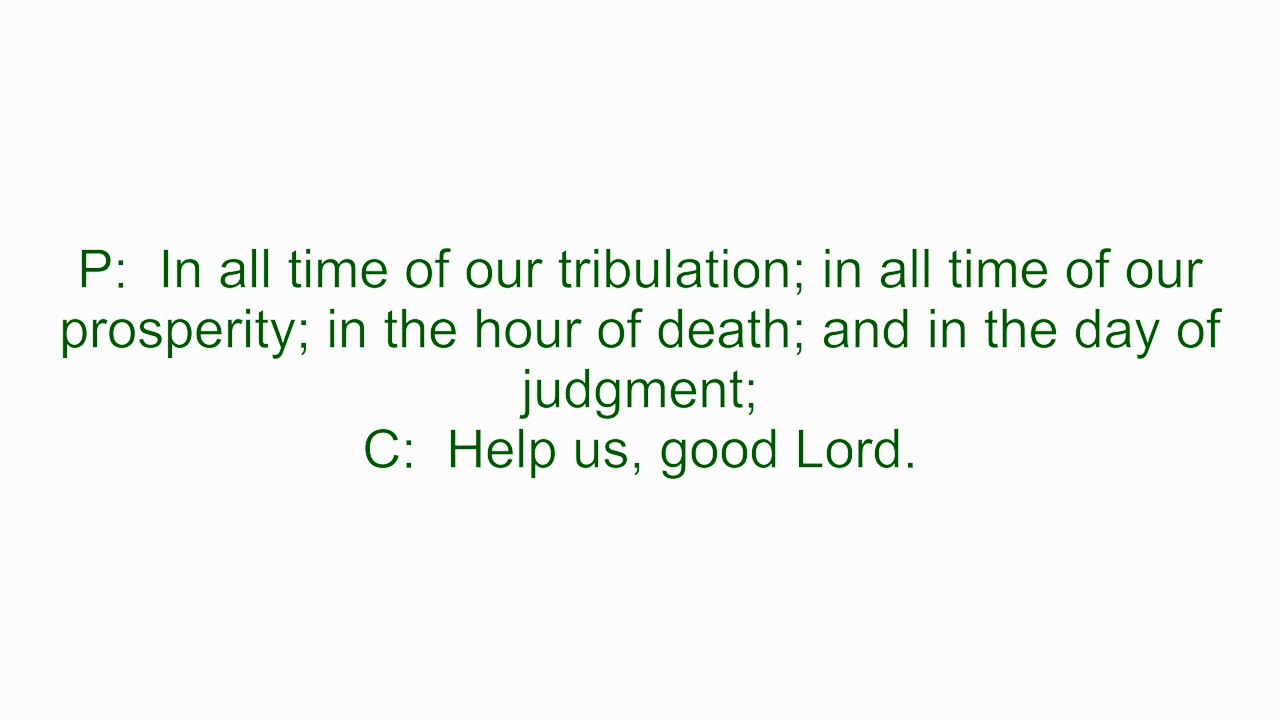 P:  In all time of our tribulation; in all time of our
prosperity; in the hour of death; and in the day of
judgment;
C:  Help us, good Lord.